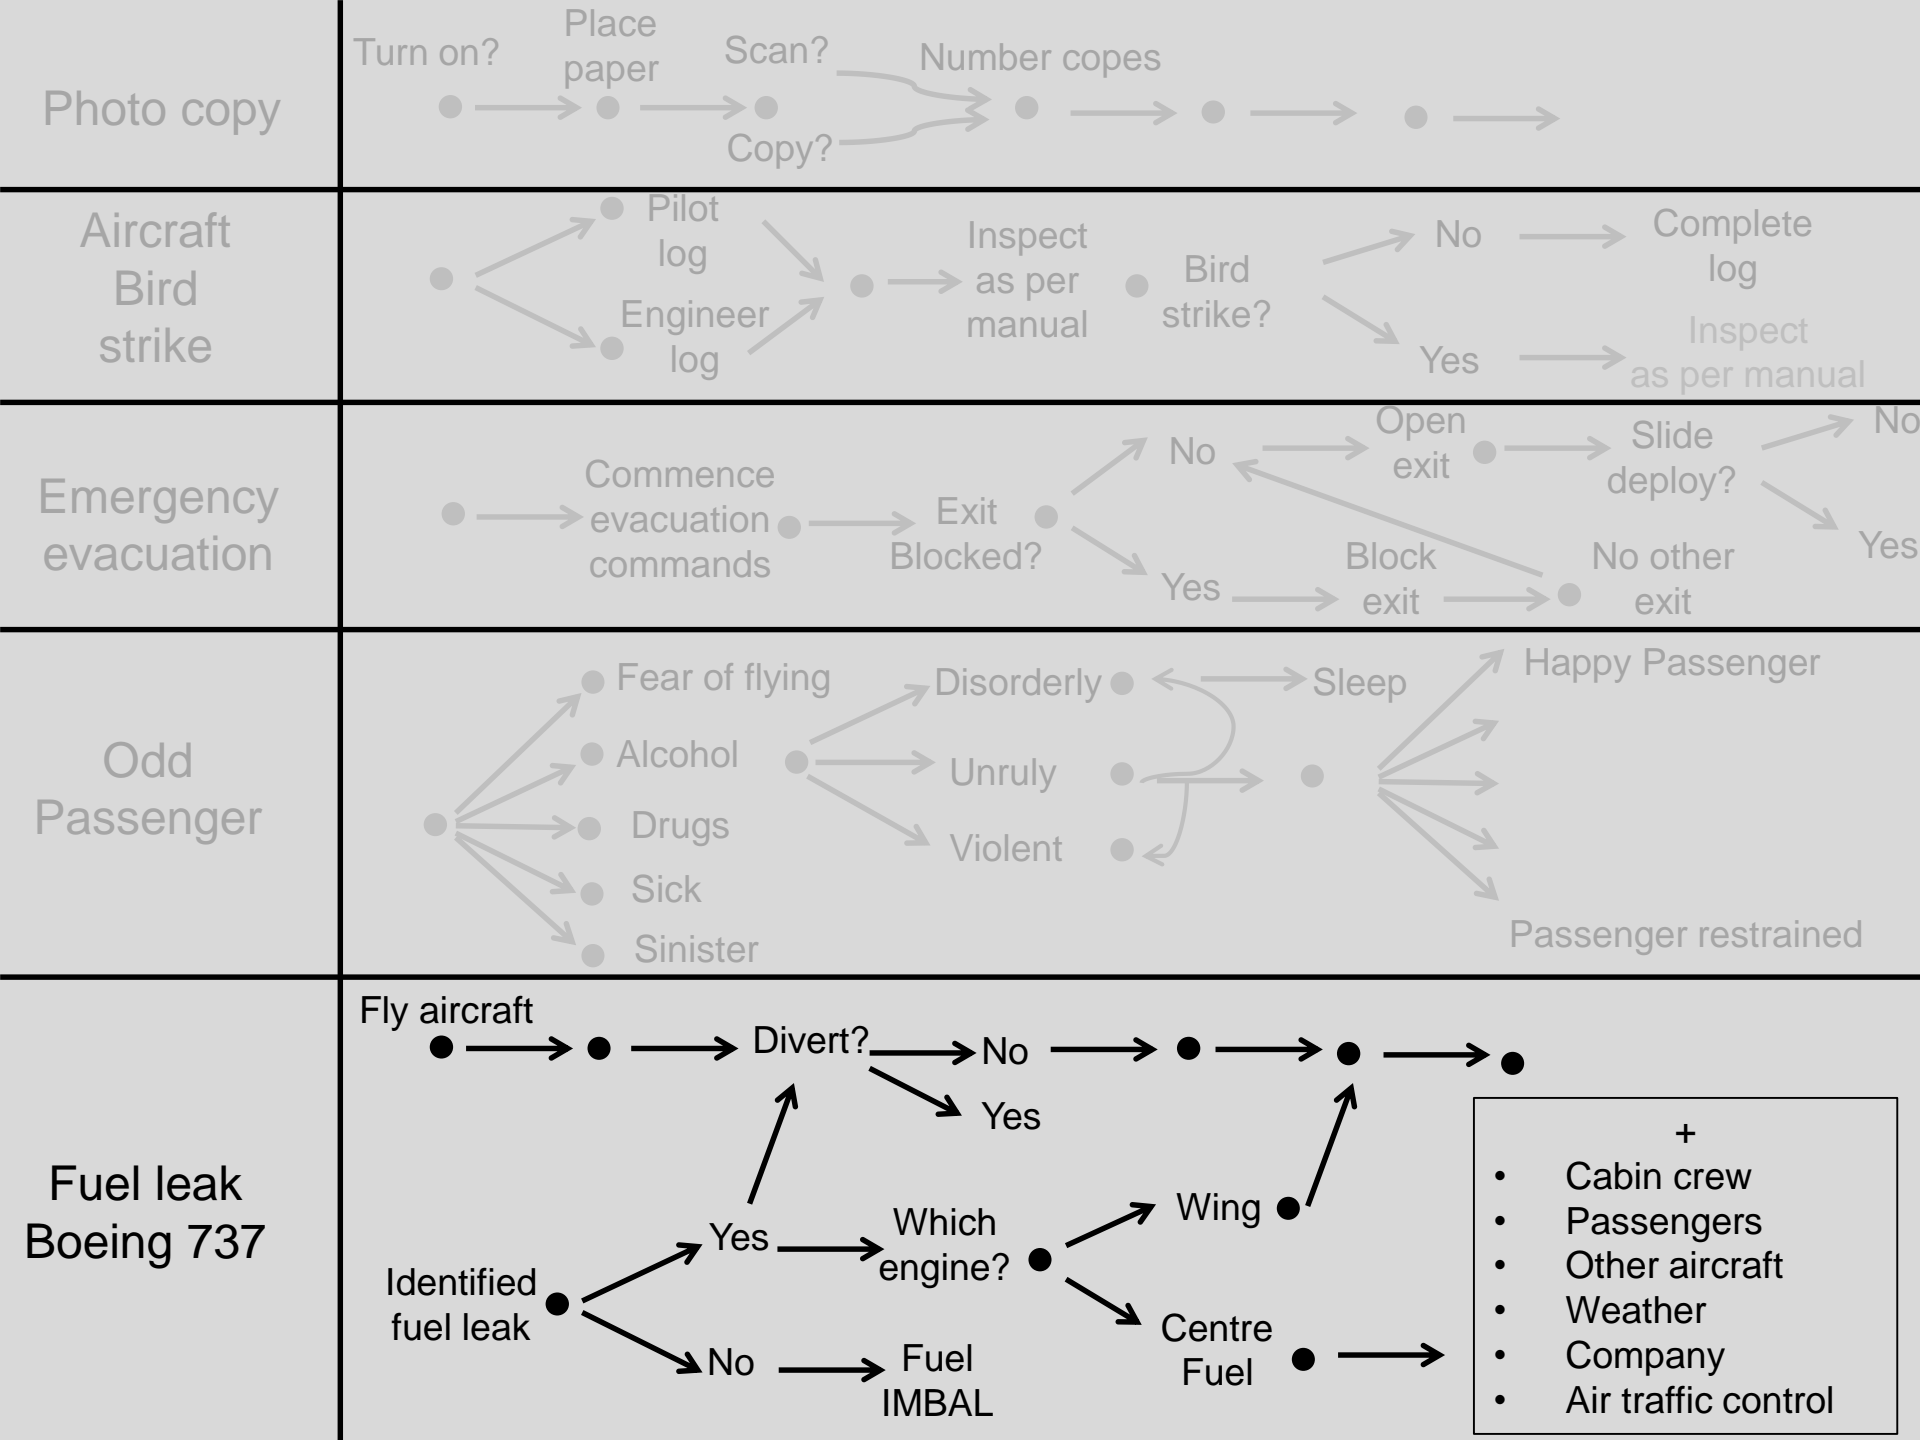 Photo copy
Turn on?
Place
paper
Scan?
Copy?
Number copes
Aircraft
Bird
strike
Pilot
log
Engineer
log
Inspect
as per
manual
Bird
strike?
No
Complete
log
Yes
Inspect
as per manual
Emergency
evacuation
Commence
evacuation
commands
Exit
Blocked?
No
Open
exit
Slide
deploy?
No
Yes
Yes
Block
exit
No other
exit
Odd
Passenger
Fear of flying
Alcohol
Drugs
Sick
Sinister
Disorderly
Unruly
Violent
Sleep
Happy Passenger
Passenger restrained
Fuel leak
Boeing 737
Fly aircraft
Divert?
No
Yes
Identified
fuel leak
Yes
No
Which
engine?
Fuel
IMBAL
Wing
Centre
Fuel
+
• Cabin crew
• Passengers
• Other aircraft
• Weather
• Company
• Air traffic control